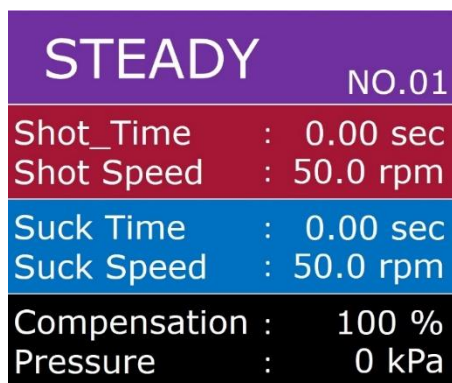 STEADY
NO.01
Shot_Time : 0.00 sec
Shot Speed : 50.0 rpm
Suck Time : 0.00 sec
Suck Speed : 50.0 rpm
Compensation : 100 %
Pressure : 0 kPa